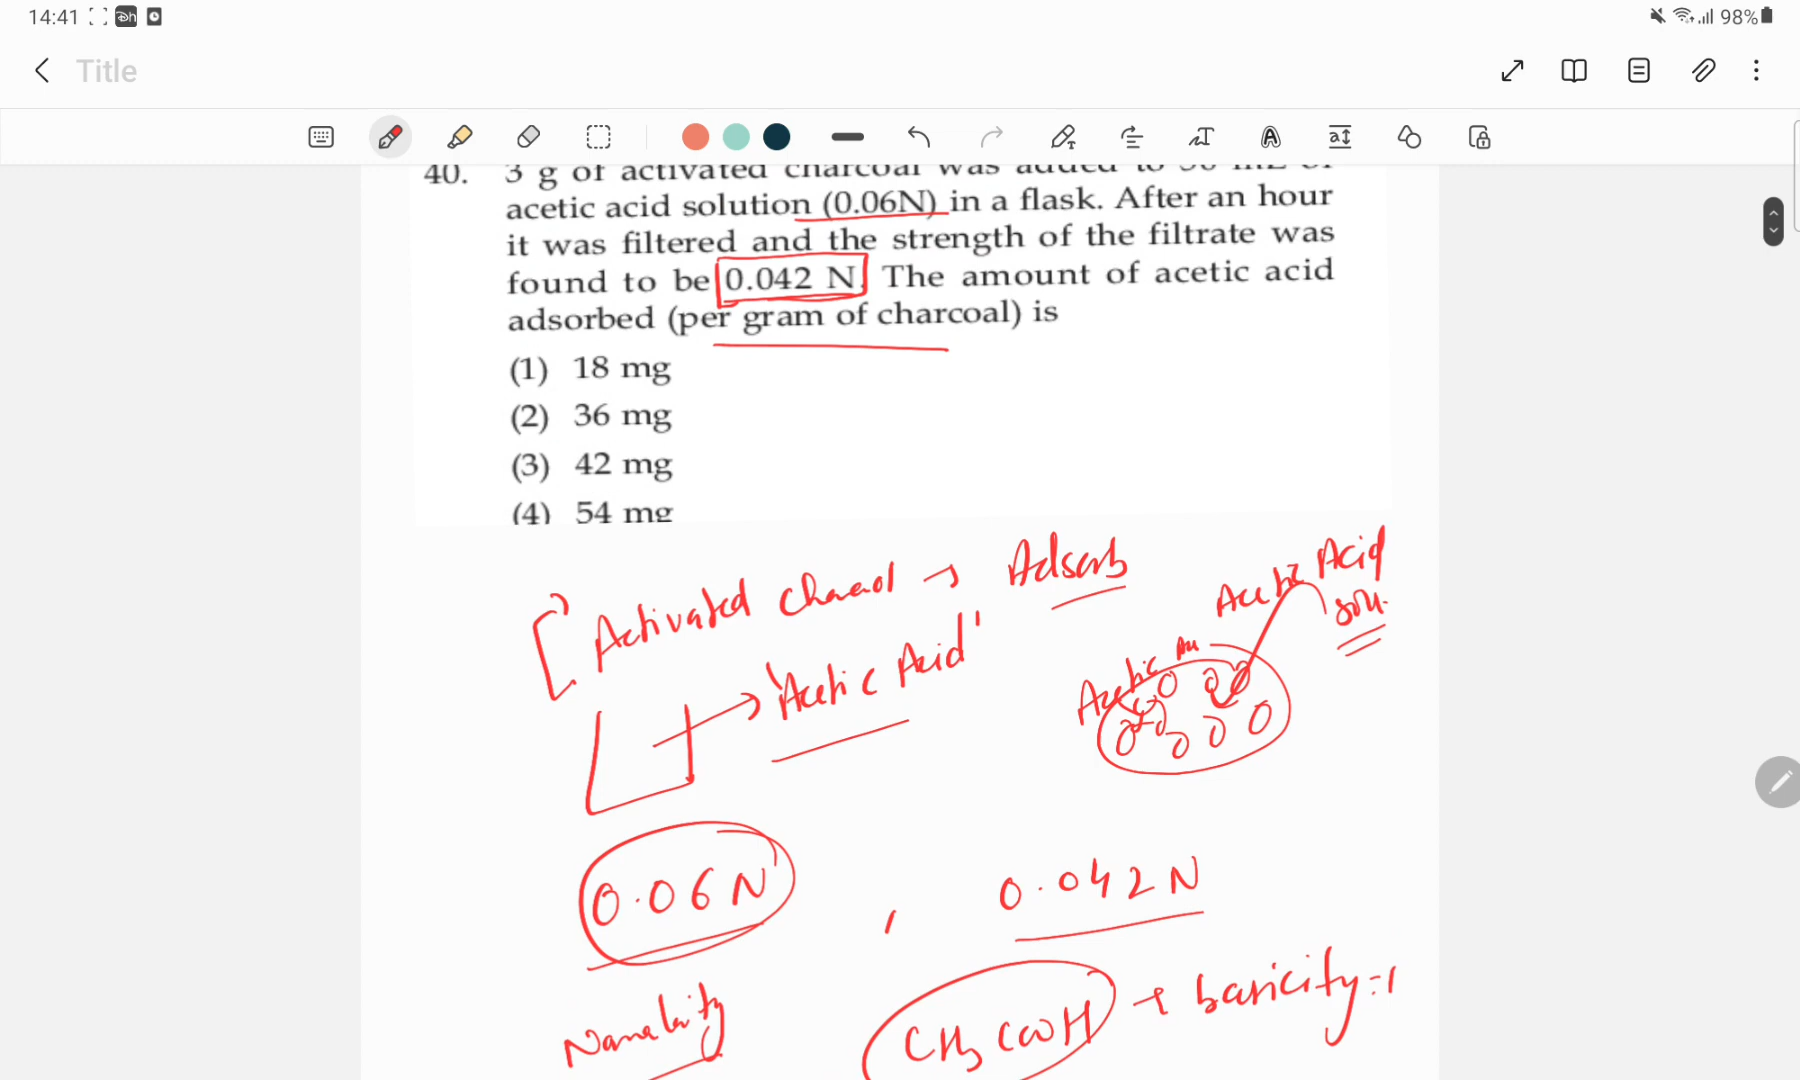 14:41
98%
Title
40. 3 g of activated charcoal was added to 50 mL of
acetic acid solution (0.06N) in a flask. After an hour
it was filtered and the strength of the filtrate was
found to be 0.042 N. The amount of acetic acid
adsorbed (per gram of charcoal) is
(1) 18 mg
(2) 36 mg
(3) 42 mg
(4) 54 mg
Activated → Adsorb
Acetic Acid
'Acetic Acid'
Acetic
0.06 N , 0.042 N
CH3COOH → basicity = 1